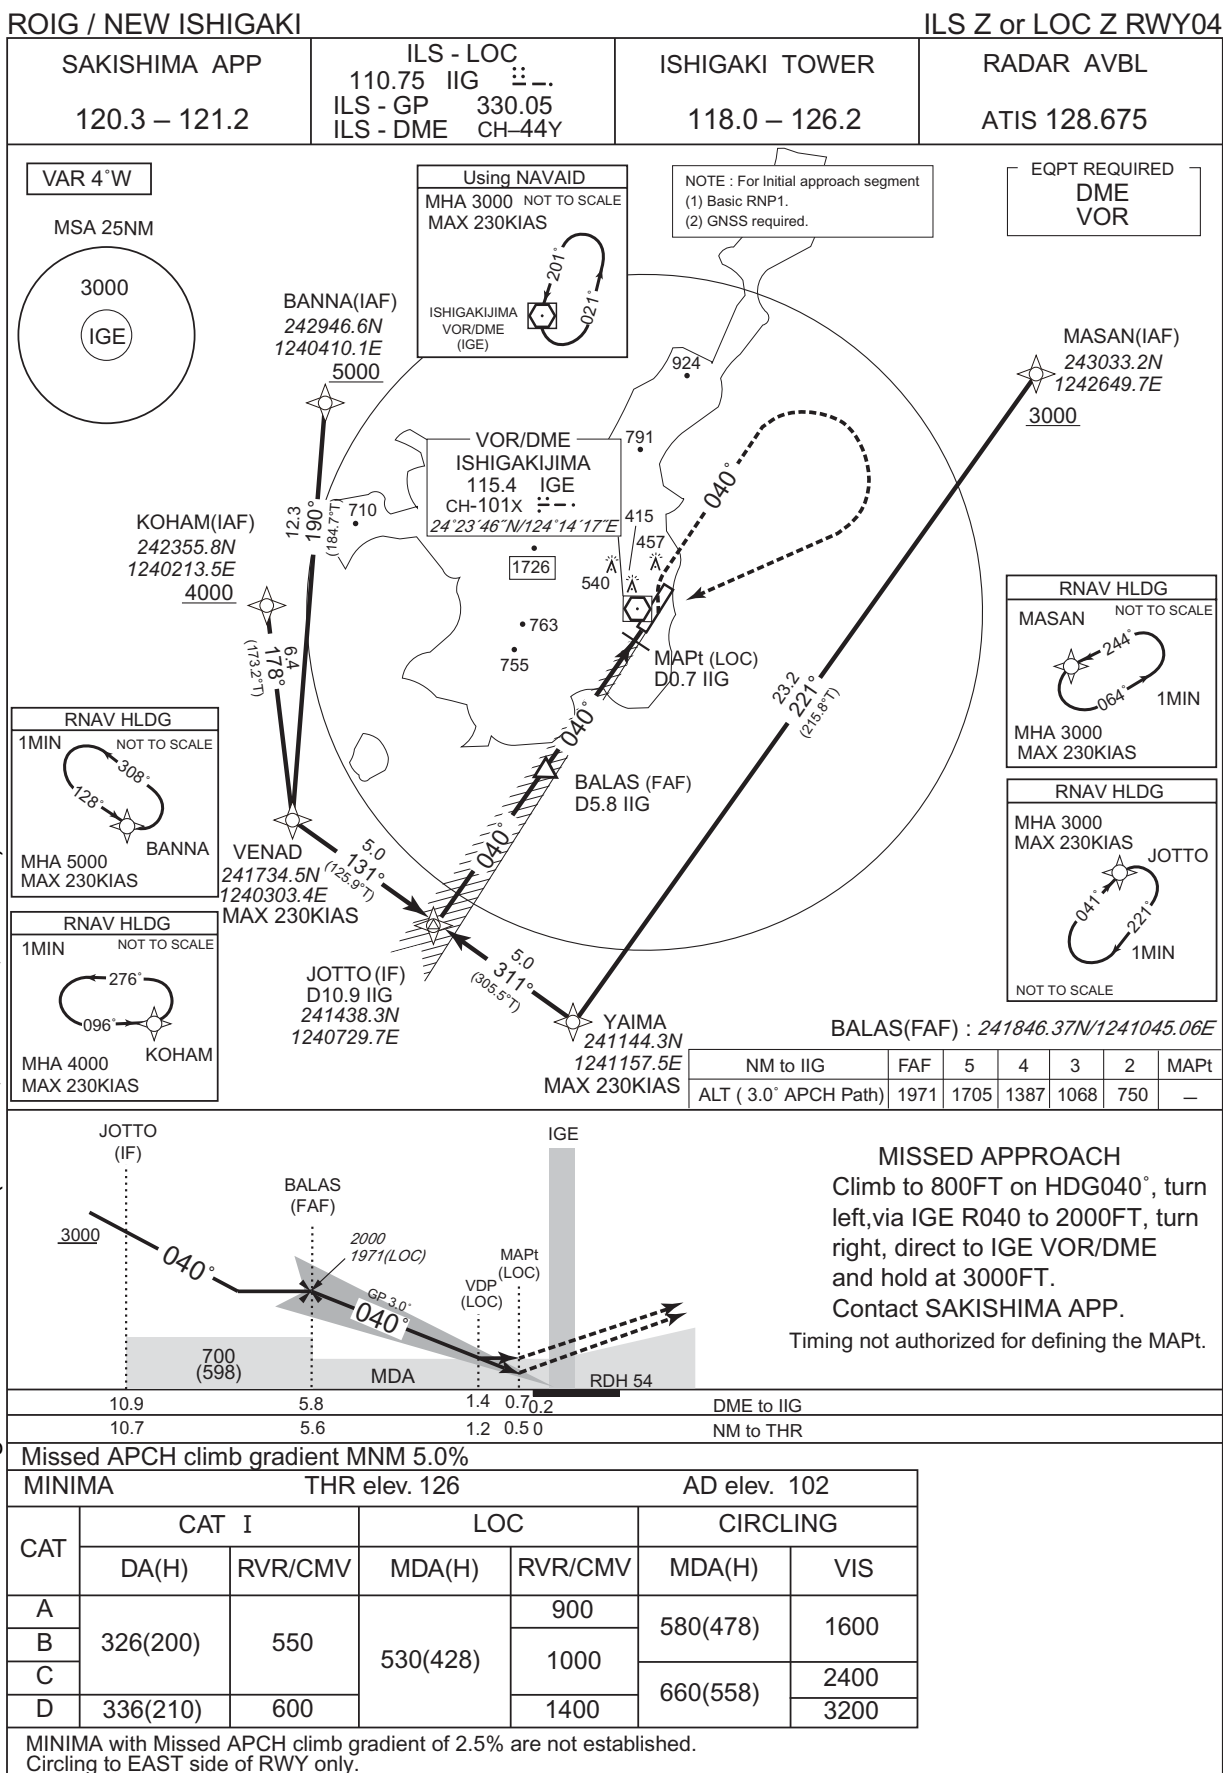 ROIG / NEW ISHIGAKI
ILS Z or LOC Z RWY04
SAKISHIMA APP
120.3 – 121.2
ILS - LOC
110.75 IIG
ILS - GP 330.05
ILS - DME CH–44Y
ISHIGAKI TOWER
118.0 – 126.2
RADAR AVBL
ATIS 128.675
VAR 4°W
MSA 25NM
3000
IGE
Using NAVAID
MHA 3000 NOT TO SCALE
MAX 230KIAS
201°
021°
ISHIGAKIJIMA
VOR/DME
(IGE)
NOTE : For Initial approach segment
(1) Basic RNP1.
(2) GNSS required.
EQPT REQUIRED
DME
VOR
BANNA(IAF)
242946.6N
1240410.1E
5000
MASAN(IAF)
243033.2N
1242649.7E
3000
924
791
VOR/DME
ISHIGAKIJIMA
115.4 IGE
CH-101X
24°23´46˝N/124°14´17˝E
040°
12.3
190°
(184.7°T)
710
KOHAM(IAF)
242355.8N
1240213.5E
4000
415
457
540
1726
763
755
6.4
178°
(173.2°T)
MAPt (LOC)
D0.7 IIG
23.2
221°
(215.8°T)
RNAV HLDG
MASAN NOT TO SCALE
244°
064°
1MIN
MHA 3000
MAX 230KIAS
RNAV HLDG
1MIN NOT TO SCALE
308°
128°
BANNA
MHA 5000
MAX 230KIAS
040°
BALAS (FAF)
D5.8 IIG
RNAV HLDG
MHA 3000
MAX 230KIAS
JOTTO
041°
221°
1MIN
NOT TO SCALE
VENAD
241734.5N
1240303.4E
MAX 230KIAS
5.0
131°
(125.9°T)
040°
RNAV HLDG
1MIN NOT TO SCALE
276°
096°
KOHAM
MHA 4000
MAX 230KIAS
JOTTO (IF)
D10.9 IIG
241438.3N
1240729.7E
5.0
311°
(305.5°T)
YAIMA
241144.3N
1241157.5E
MAX 230KIAS
BALAS(FAF) : 241846.37N/1241045.06E
NM to IIG FAF 5 4 3 2 MAPt
ALT ( 3.0° APCH Path) 1971 1705 1387 1068 750 –
JOTTO
(IF)
BALAS
(FAF)
IGE
3000
040°
2000
1971(LOC)
GP 3.0°
040°
VDP
(LOC)
MAPt
(LOC)
700
(598)
MDA
RDH 54
10.9 5.8 1.4 0.7 0.2 DME to IIG
10.7 5.6 1.2 0.5 0 NM to THR
MISSED APPROACH
Climb to 800FT on HDG040°, turn
left,via IGE R040 to 2000FT, turn
right, direct to IGE VOR/DME
and hold at 3000FT.
Contact SAKISHIMA APP.
Timing not authorized for defining the MAPt.
Missed APCH climb gradient MNM 5.0%
MINIMA THR elev. 126 AD elev. 102
CAT CAT I LOC CIRCLING
DA(H) RVR/CMV MDA(H) RVR/CMV MDA(H) VIS
A 326(200) 550 530(428) 900 580(478) 1600
B 1000
C 660(558) 2400
D 336(210) 600 1400 3200
MINIMA with Missed APCH climb gradient of 2.5% are not established.
Circling to EAST side of RWY only.